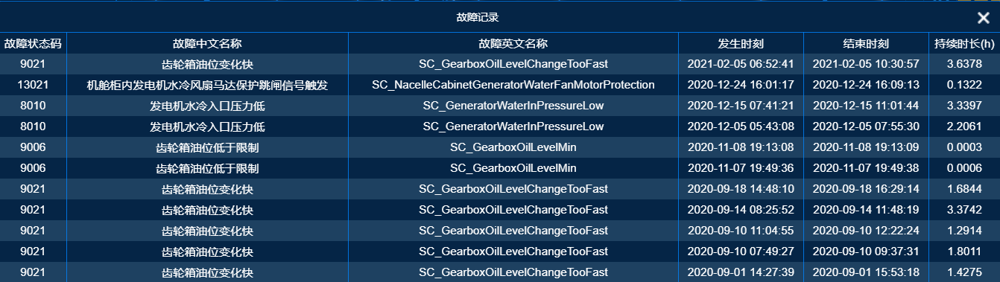 故障记录
故障状态码 故障中文名称 故障英文名称 发生时刻 结束时刻 持续时长(h)
9021 齿轮箱油位变化快 SC_GearboxOilLevelChangeTooFast 2021-02-05 06:52:41 2021-02-05 10:30:57 3.6378
13021 机舱柜内发电机水冷风扇马达保护跳闸信号触发 SC_NacelleCabinetGeneratorWaterFanMotorProtection 2020-12-24 16:01:17 2020-12-24 16:09:13 0.1322
8010 发电机水冷入口压力低 SC_GeneratorWaterInPressureLow 2020-12-15 07:41:21 2020-12-15 11:01:44 3.3397
8010 发电机水冷入口压力低 SC_GeneratorWaterInPressureLow 2020-12-05 05:43:08 2020-12-05 07:55:30 2.2061
9006 齿轮箱油位低于限制 SC_GearboxOilLevelMin 2020-11-08 19:13:08 2020-11-08 19:13:09 0.0003
9006 齿轮箱油位低于限制 SC_GearboxOilLevelMin 2020-11-07 19:49:36 2020-11-07 19:49:38 0.0006
9021 齿轮箱油位变化快 SC_GearboxOilLevelChangeTooFast 2020-09-18 14:48:10 2020-09-18 16:29:14 1.6844
9021 齿轮箱油位变化快 SC_GearboxOilLevelChangeTooFast 2020-09-14 08:25:52 2020-09-14 11:48:19 3.3742
9021 齿轮箱油位变化快 SC_GearboxOilLevelChangeTooFast 2020-09-10 11:04:55 2020-09-10 12:22:24 1.2914
9021 齿轮箱油位变化快 SC_GearboxOilLevelChangeTooFast 2020-09-10 07:49:27 2020-09-10 09:37:31 1.8011
9021 齿轮箱油位变化快 SC_GearboxOilLevelChangeTooFast 2020-09-01 14:27:39 2020-09-01 15:53:18 1.4275